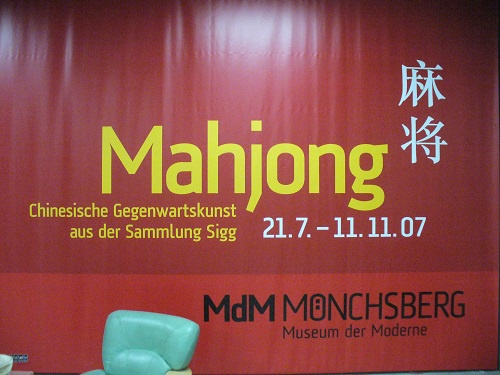 麻将
Mahjong
Chinesische Gegenwartskunst
aus der Sammlung Sigg
21.7. – 11.11.07
MdM MÖNCHSBERG
Museum der Moderne